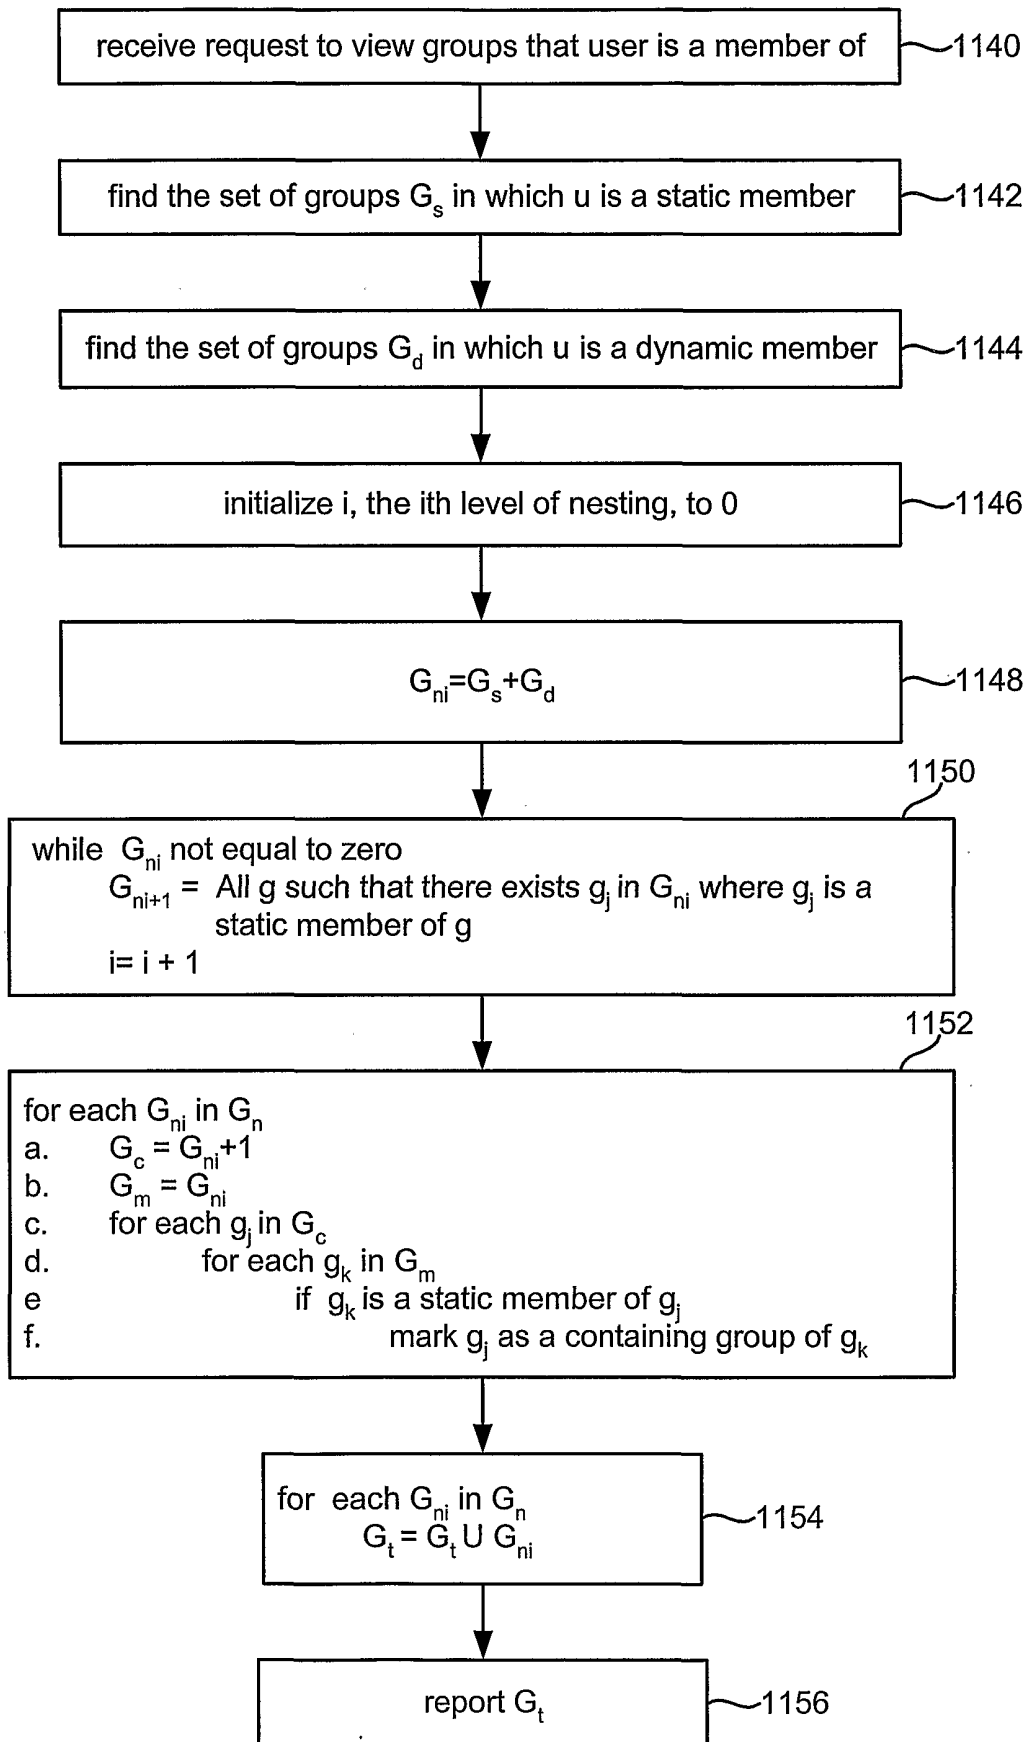 receive request to view groups that user is a member of
1140
find the set of groups Gs in which u is a static member
1142
find the set of groups Gd in which u is a dynamic member
1144
initialize i, the ith level of nesting, to 0
1146
Gni=Gs+Gd
1148
1150
while Gni not equal to zero
Gni+1 = All g such that there exists gj in Gni where gj is a
static member of g
i= i + 1
1152
for each Gni in Gn
a. Gc = Gni+1
b. Gm = Gni
c. for each gj in Gc
d. for each gk in Gm
e if gk is a static member of gj
f. mark gj as a containing group of gk
for each Gni in Gn
Gt = Gt U Gni
1154
report Gt
1156